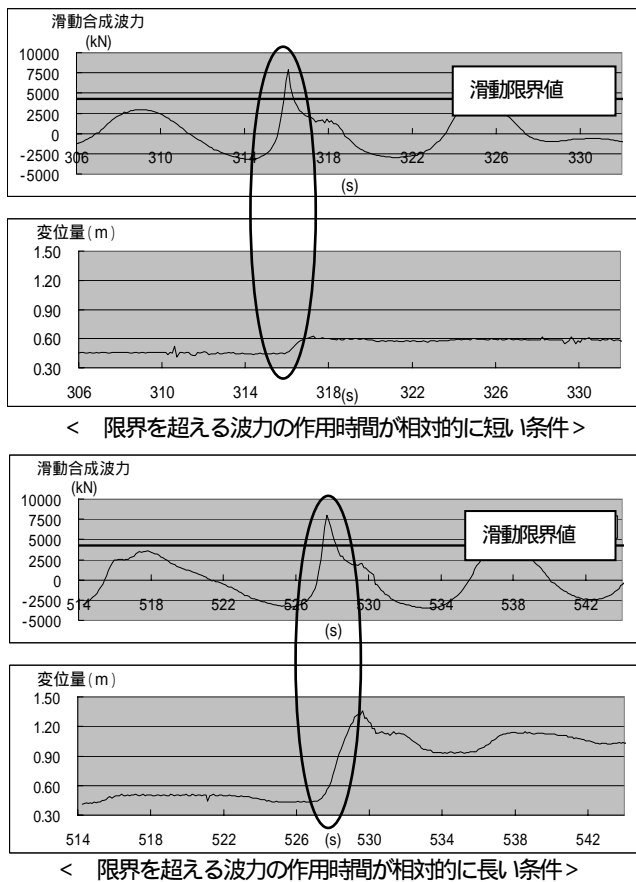 滑動合成波力
(kN)
10000
7500
5000
2500
0
-2500
-5000
滑動限界値
306 310 314 318 322 326 330
(s)
変位量(m)
1.50
1.20
0.90
0.60
0.30
306 310 314 318(s) 322 326 330
< 限界を超える波力の作用時間が相対的に短い条件>
滑動合成波力
(kN)
10000
7500
5000
2500
0
-2500
-5000
滑動限界値
514 518 522 526 530 534 538 542
(s)
変位量(m)
1.50
1.20
0.90
0.60
0.30
514 518 522 526 (s) 530 534 538 542
< 限界を超える波力の作用時間が相対的に長い条件>